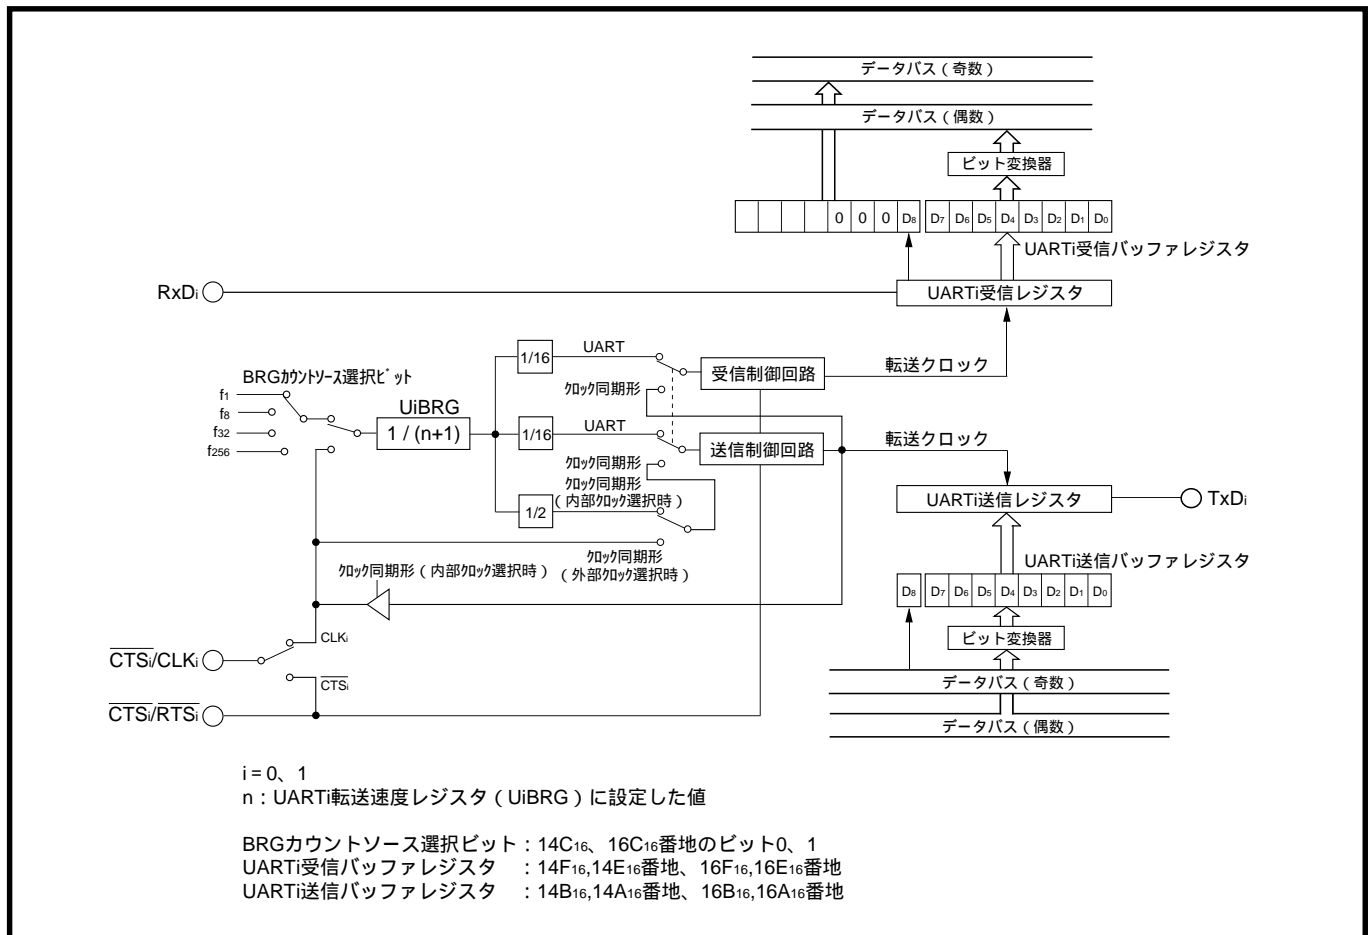 データバス（奇数）
データバス（偶数）
ビット変換器
0 0 0 D8 D7 D6 D5 D4 D3 D2 D1 D0
UARTi受信バッファレジスタ
RxDi
UARTi受信レジスタ
1/16
UART
受信制御回路
転送クロック
BRGｶｳﾝﾄｿｰｽ選択ﾋﾞｯﾄ
ｸﾛｯｸ同期形
f1
f8
f32
f256
UiBRG
1 / (n+1)
1/16
UART
送信制御回路
転送クロック
ｸﾛｯｸ同期形
ｸﾛｯｸ同期形
（内部ｸﾛｯｸ選択時）
1/2
UARTi送信レジスタ
TxDi
ｸﾛｯｸ同期形
（外部ｸﾛｯｸ選択時）
ｸﾛｯｸ同期形（内部ｸﾛｯｸ選択時）
UARTi送信バッファレジスタ
D8 D7 D6 D5 D4 D3 D2 D1 D0
ビット変換器
CLKi
CTSi/CLKi
CTSi
CTSi/RTSi
データバス（奇数）
データバス（偶数）
i = 0、1
n：UARTi転送速度レジスタ（UiBRG）に設定した値
BRGカウントソース選択ビット：14C16、16C16番地のビット0、1
UARTi受信バッファレジスタ　：14F16,14E16番地、16F16,16E16番地
UARTi送信バッファレジスタ　：14B16,14A16番地、16B16,16A16番地